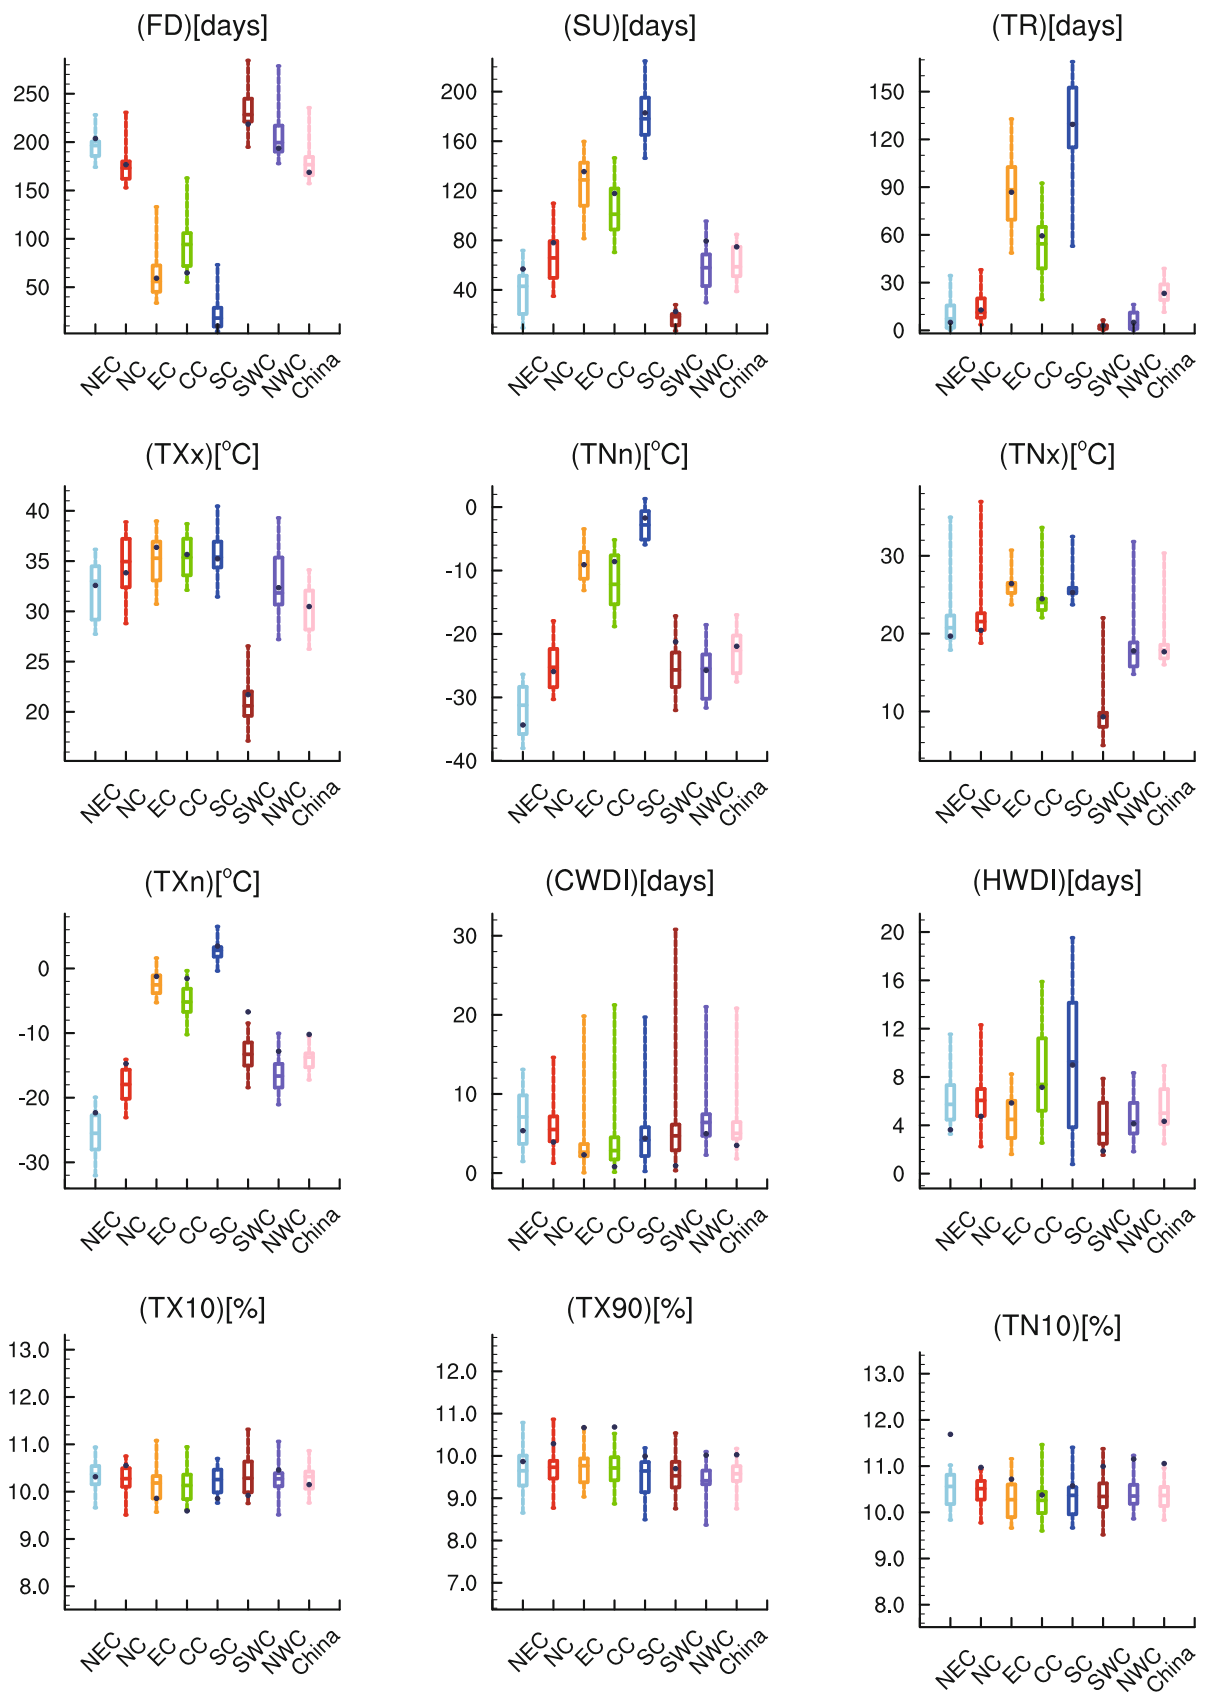 (FD)[days] (SU)[days] (TR)[days]
250 200 150
200 160 120
150 120 90
100 80 60
50 40 30
0
NEC NC EC CC SC SWC NWC China NEC NC EC CC SC SWC NWC China NEC NC EC CC SC SWC NWC China
(TXx)[°C] (TNn)[°C] (TNx)[°C]
40 0 30
35 -10 20
30 -20 10
25 -30
20 -40
NEC NC EC CC SC SWC NWC China NEC NC EC CC SC SWC NWC China NEC NC EC CC SC SWC NWC China
(TXn)[°C] (CWDI)[days] (HWDI)[days]
0 30 20
-10 20 16
-20 10 12
-30 0 8
4
0
NEC NC EC CC SC SWC NWC China NEC NC EC CC SC SWC NWC China NEC NC EC CC SC SWC NWC China
(TX10)[%] (TX90)[%] (TN10)[%]
13.0 12.0 13.0
12.0 11.0 12.0
11.0 10.0 11.0
10.0 9.0 10.0
9.0 8.0 9.0
8.0 7.0 8.0
NEC NC EC CC SC SWC NWC China NEC NC EC CC SC SWC NWC China NEC NC EC CC SC SWC NWC China